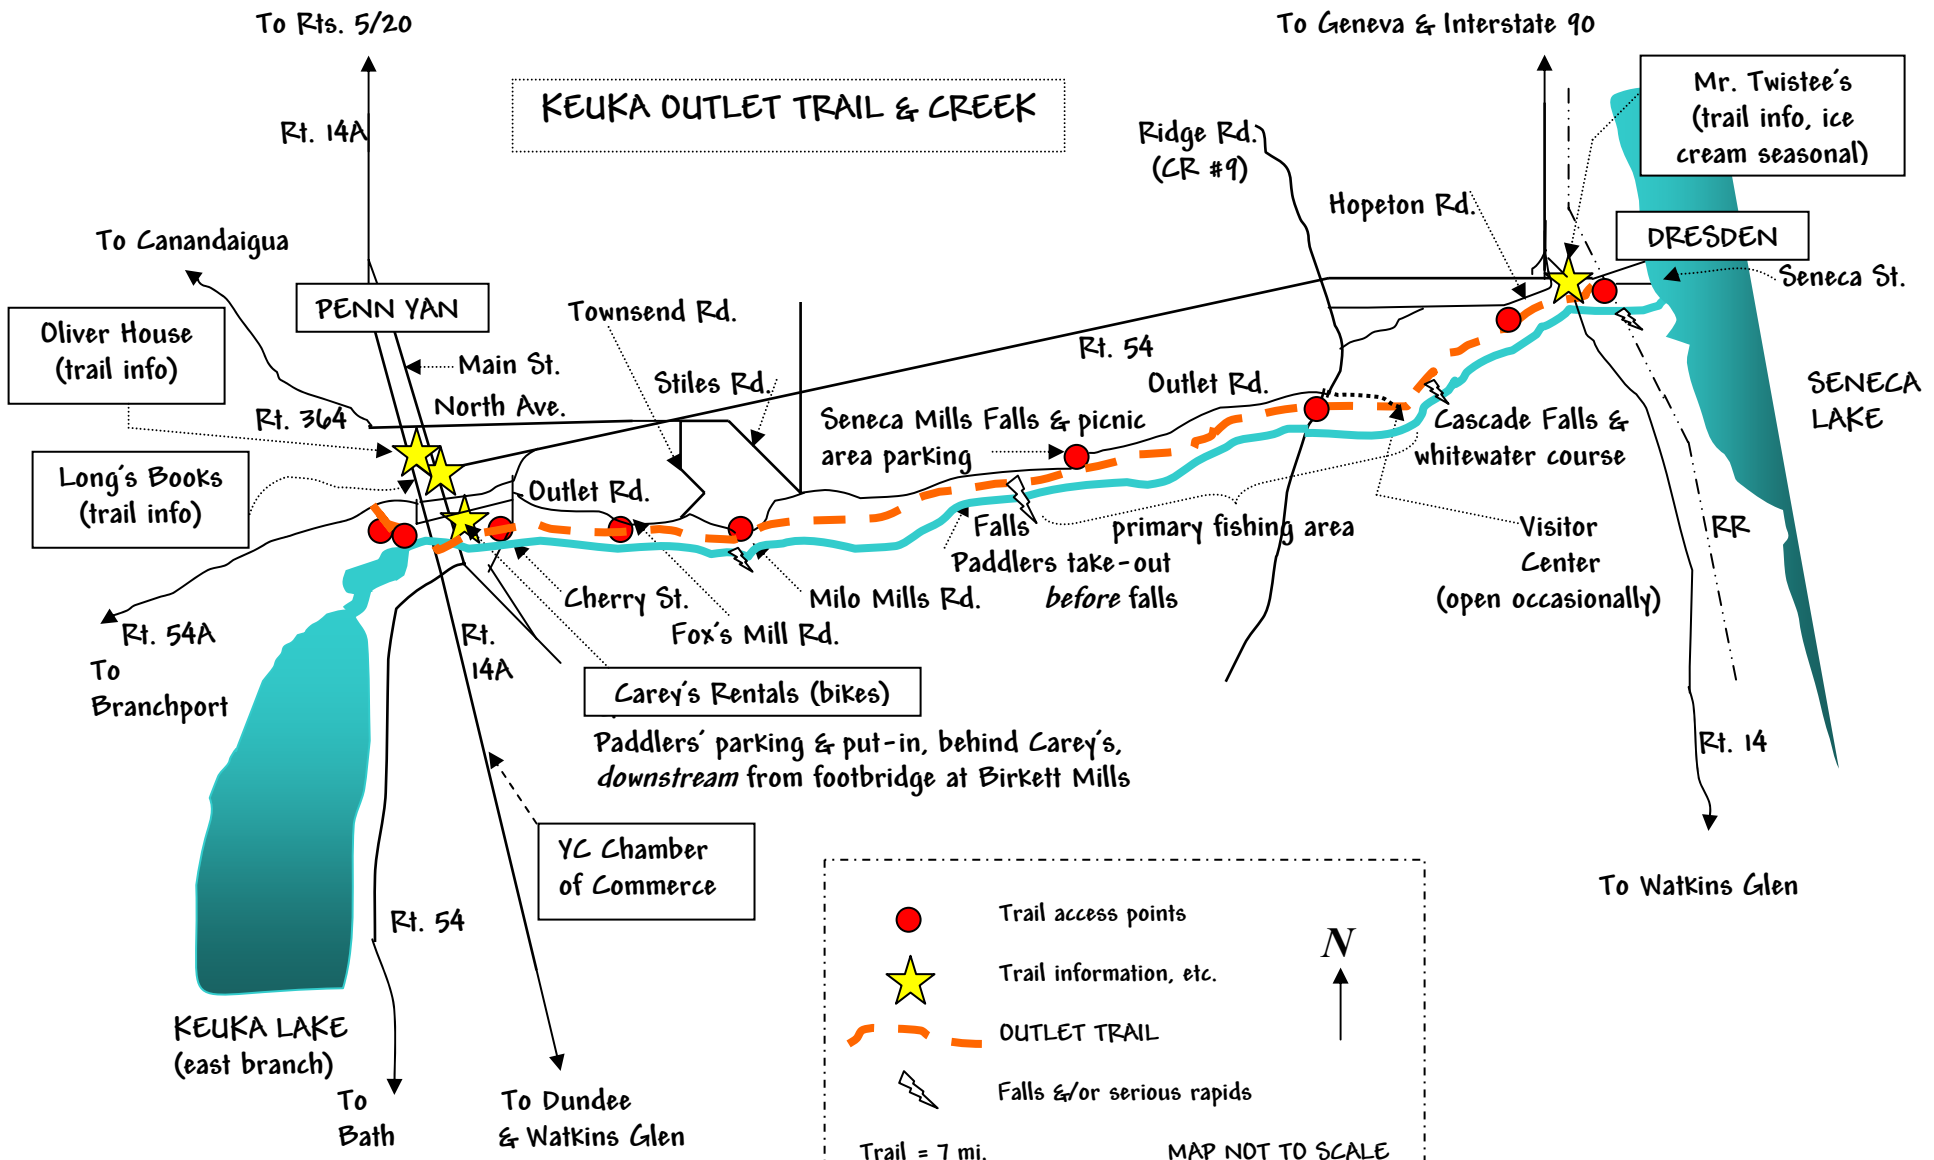 To Rts. 5/20
To Geneva & Interstate 90
KEUKA OUTLET TRAIL & CREEK
Rt. 14A
Ridge Rd.
(CR #9)
Mr. Twistee's
(trail info, ice
cream seasonal)
Hopeton Rd.
To Canandaigua
DRESDEN
Seneca St.
PENN YAN
Oliver House
(trail info)
Townsend Rd.
Main St.
Stiles Rd.
Rt. 54
Outlet Rd.
SENECA
LAKE
Rt. 364
North Ave.
Seneca Mills Falls & picnic
area parking
Cascade Falls &
whitewater course
Long's Books
(trail info)
Outlet Rd.
Falls
primary fishing area
Visitor
Center
(open occasionally)
RR
Paddlers take-out
before falls
Cherry St.
Milo Mills Rd.
Fox's Mill Rd.
Rt. 54A
To
Branchport
Rt.
14A
Carey's Rentals (bikes)
Paddlers' parking & put-in, behind Carey's,
downstream from footbridge at Birkett Mills
Rt. 14
YC Chamber
of Commerce
To Watkins Glen
Rt. 54
KEUKA LAKE
(east branch)
To
Bath
To Dundee
& Watkins Glen
Trail access points
N
Trail information, etc.
OUTLET TRAIL
Falls &/or serious rapids
Trail = 7 mi.
MAP NOT TO SCALE